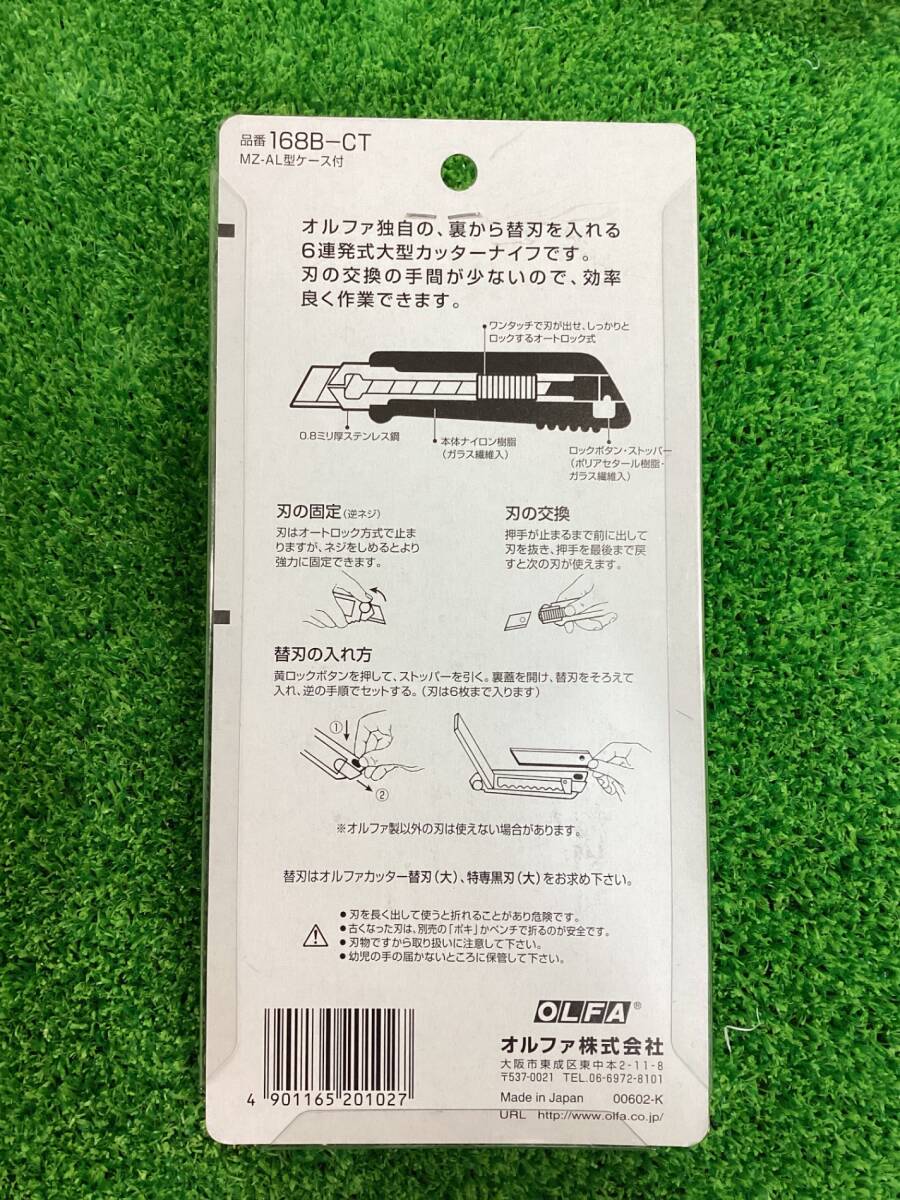 品番168B-CT
MZ-AL型ケース付
オルファ独自の、裏から替刃を入れる
6連発式大型カッターナイフです。
刃の交換の手間が少ないので、効率
良く作業できます。
ワンタッチで刃が出せ、しっかりと
ロックするオートロック式
0.8ミリ厚ステンレス鋼
本体ナイロン樹脂
(ガラス繊維入)
ロックボタン・ストッパー
(ポリアセタール樹脂・
ガラス繊維入)
刃の固定(逆ネジ)
刃はオートロック方式で止ま
りますが、ネジをしめるとより
強力に固定できます。
刃の交換
押手が止まるまで前に出して
刃を抜き、押手を最後まで戻
すと次の刃が使えます。
替刃の入れ方
黄ロックボタンを押して、ストッパーを引く。裏蓋を開け、替刃をそろえて
入れ、逆の手順でセットする。(刃は6枚まで入ります)
①
②
※オルファ製以外の刃は使えない場合があります。
替刃はオルファカッター替刃(大)、特専黒刃(大)をお求め下さい。
●刃を長く出して使うと折れることがあり危険です。
●古くなった刃は、別売の「ポキ」かペンチで折るのが安全です。
●刃物ですから取り扱いに注意して下さい。
●幼児の手の届かないところに保管して下さい。
OLFA®
オルファ株式会社
大阪市東成区東中本2-11-8
〒537-0021 TEL.06-6972-8101
Made in Japan 00602-K
URL http://www.olfa.co.jp/
4 901165 201027